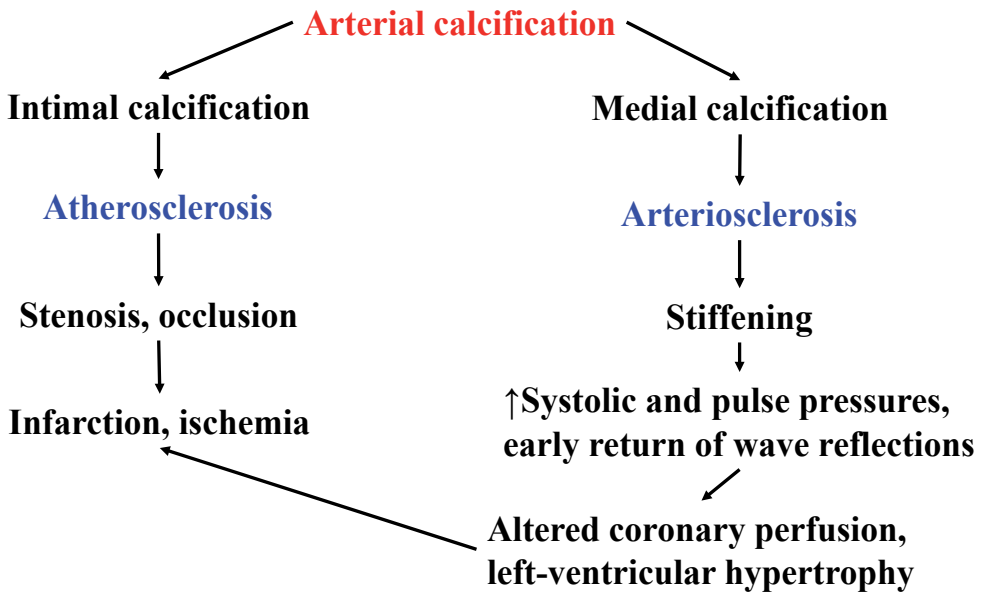 Arterial calcification
Intimal calcification
Medial calcification
Atherosclerosis
Arteriosclerosis
Stenosis, occlusion
Stiffening
Infarction, ischemia
↑Systolic and pulse pressures,
early return of wave reflections
Altered coronary perfusion,
left-ventricular hypertrophy